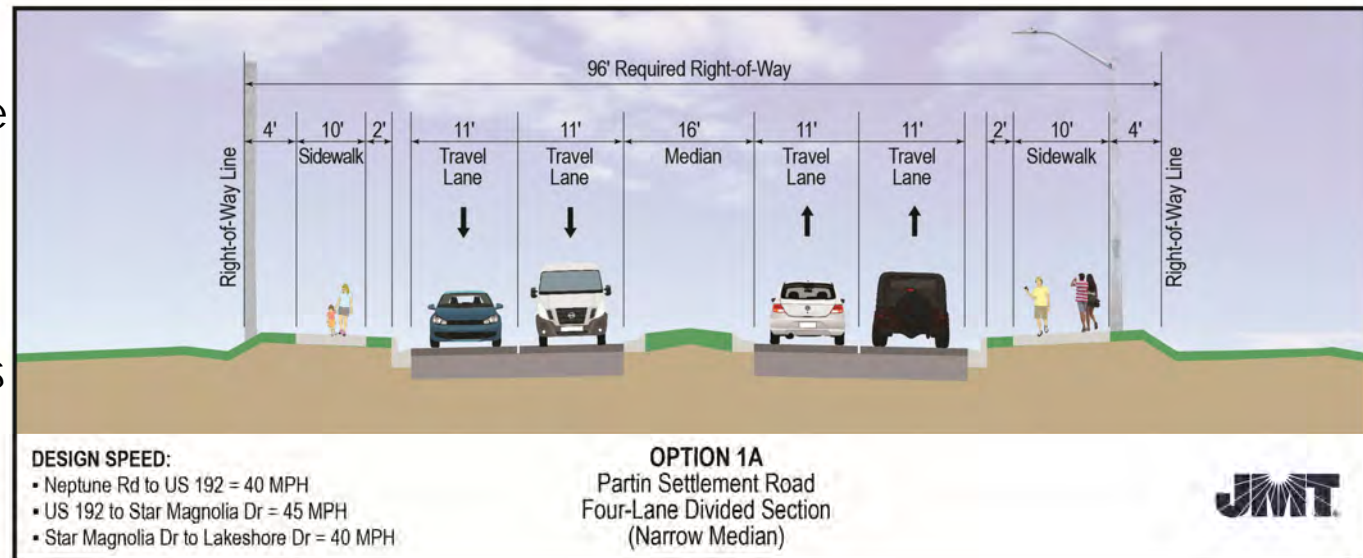 e
s
96' Required Right-of-Way
4' 10' 2' 11' 11' 16' 11' 11' 2' 10' 4'
Sidewalk Travel Lane Travel Lane Median Travel Lane Travel Lane Sidewalk
Right-of-Way Line
Right-of-Way Line
DESIGN SPEED:
▪ Neptune Rd to US 192 = 40 MPH
▪ US 192 to Star Magnolia Dr = 45 MPH
▪ Star Magnolia Dr to Lakeshore Dr = 40 MPH
OPTION 1A
Partin Settlement Road
Four-Lane Divided Section
(Narrow Median)
JMT